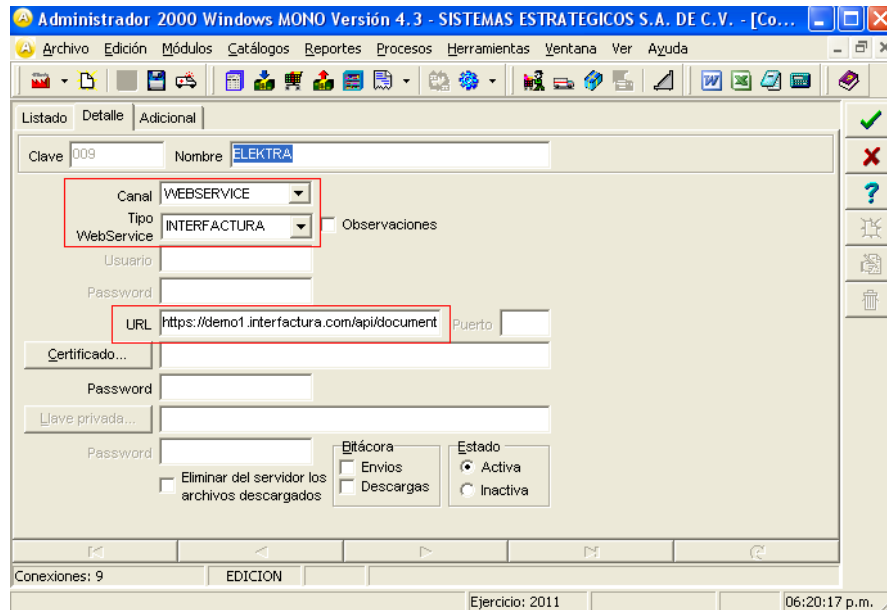 Administrador 2000 Windows MONO Versión 4.3 - SISTEMAS ESTRATEGICOS S.A. DE C.V. - [Co...
Archivo Edición Módulos Catálogos Reportes Procesos Herramientas Ventana Ver Ayuda
Listado Detalle Adicional
Clave 009 Nombre ELEKTRA
Canal WEBSERVICE
Tipo WebService INTERFACTURA Observaciones
Usuario
Password
URL https://demo1.interfactura.com/api/document Puerto
Certificado...
Password
Llave privada...
Password
Eliminar del servidor los
archivos descargados
Bitácora
Envios
Descargas
Estado
Activa
Inactiva
Conexiones: 9 EDICION
Ejercicio: 2011 06:20:17 p.m.